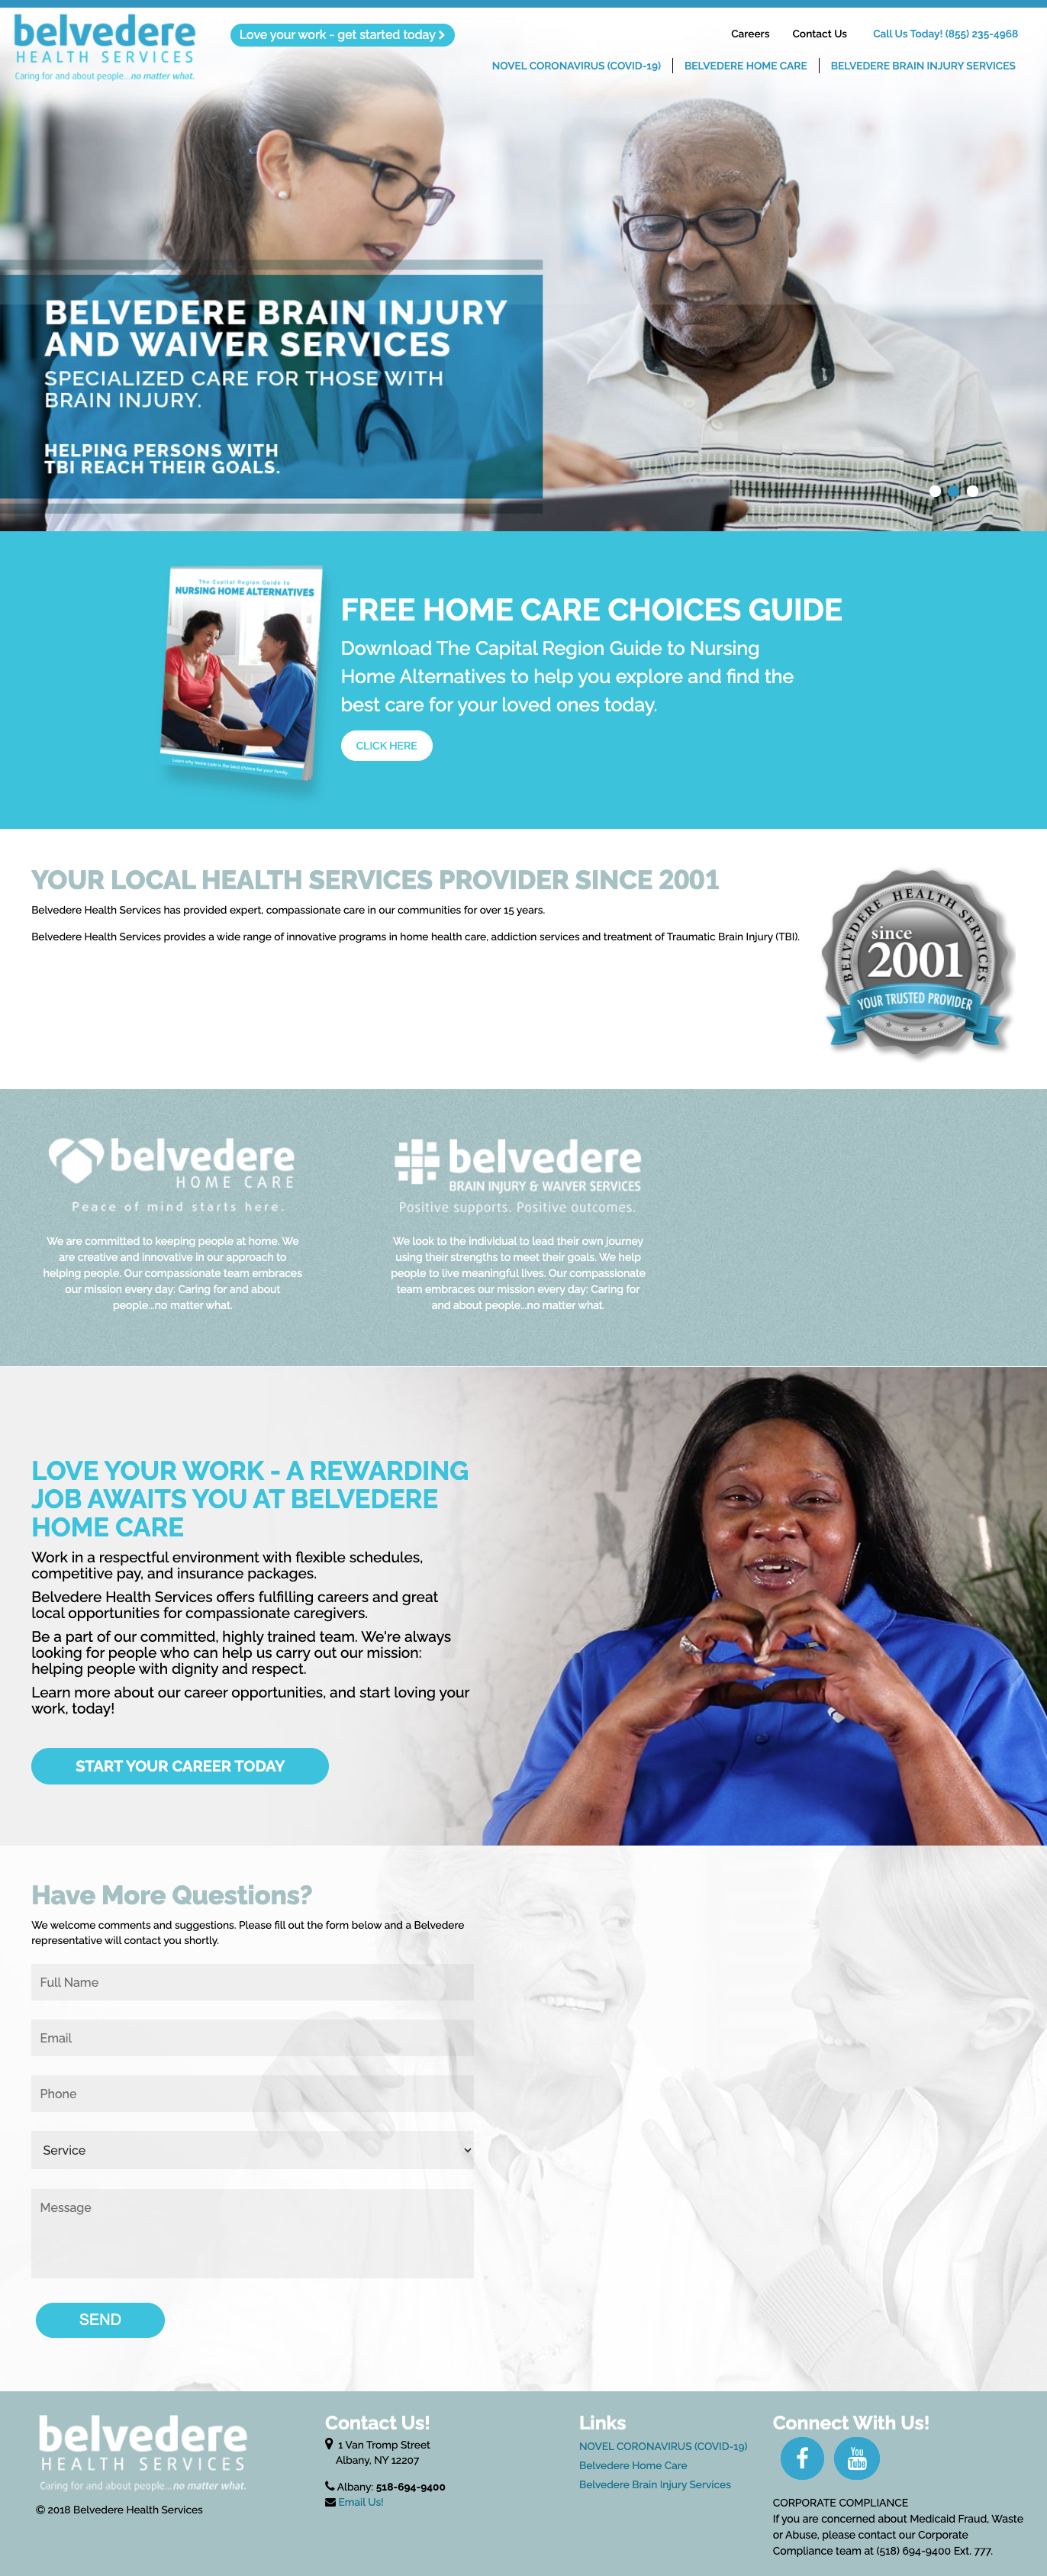 belvedere
HEALTH SERVICES
Caring for and about people...no matter what.
Love your work - get started today
Careers
Contact Us
Call Us Today! (855) 235-4968
NOVEL CORONAVIRUS (COVID-19)
BELVEDERE HOME CARE
BELVEDERE BRAIN INJURY SERVICES
BELVEDERE BRAIN INJURY
AND WAIVER SERVICES
SPECIALIZED CARE FOR THOSE WITH
BRAIN INJURY.
HELPING PERSONS WITH
TBI REACH THEIR GOALS.
The Capital Region Guide to
NURSING HOME ALTERNATIVES
Learn why home care is the best choice for your family
FREE HOME CARE CHOICES GUIDE
Download The Capital Region Guide to Nursing
Home Alternatives to help you explore and find the
best care for your loved ones today.
CLICK HERE
YOUR LOCAL HEALTH SERVICES PROVIDER SINCE 2001
Belvedere Health Services has provided expert, compassionate care in our communities for over 15 years.
Belvedere Health Services provides a wide range of innovative programs in home health care, addiction services and treatment of Traumatic Brain Injury (TBI).
BELVEDERE HEALTH SERVICES
since
2001
YOUR TRUSTED PROVIDER
belvedere
HOME CARE
Peace of mind starts here.
We are committed to keeping people at home. We
are creative and innovative in our approach to
helping people. Our compassionate team embraces
our mission every day: Caring for and about
people...no matter what.
belvedere
BRAIN INJURY & WAIVER SERVICES
Positive supports. Positive outcomes.
We look to the individual to lead their own journey
using their strengths to meet their goals. We help
people to live meaningful lives. Our compassionate
team embraces our mission every day: Caring for
and about people...no matter what.
LOVE YOUR WORK - A REWARDING
JOB AWAITS YOU AT BELVEDERE
HOME CARE
Work in a respectful environment with flexible schedules,
competitive pay, and insurance packages.
Belvedere Health Services offers fulfilling careers and great
local opportunities for compassionate caregivers.
Be a part of our committed, highly trained team. We're always
looking for people who can help us carry out our mission:
helping people with dignity and respect.
Learn more about our career opportunities, and start loving your
work, today!
START YOUR CAREER TODAY
Have More Questions?
We welcome comments and suggestions. Please fill out the form below and a Belvedere
representative will contact you shortly.
Full Name
Email
Phone
Service
Message
SEND
belvedere
HEALTH SERVICES
Caring for and about people...no matter what.
© 2018 Belvedere Health Services
Contact Us!
1 Van Tromp Street
Albany, NY 12207
Albany: 518-694-9400
Email Us!
Links
NOVEL CORONAVIRUS (COVID-19)
Belvedere Home Care
Belvedere Brain Injury Services
Connect With Us!
You
Tube
CORPORATE COMPLIANCE
If you are concerned about Medicaid Fraud, Waste
or Abuse, please contact our Corporate
Compliance team at (518) 694-9400 Ext. 777.